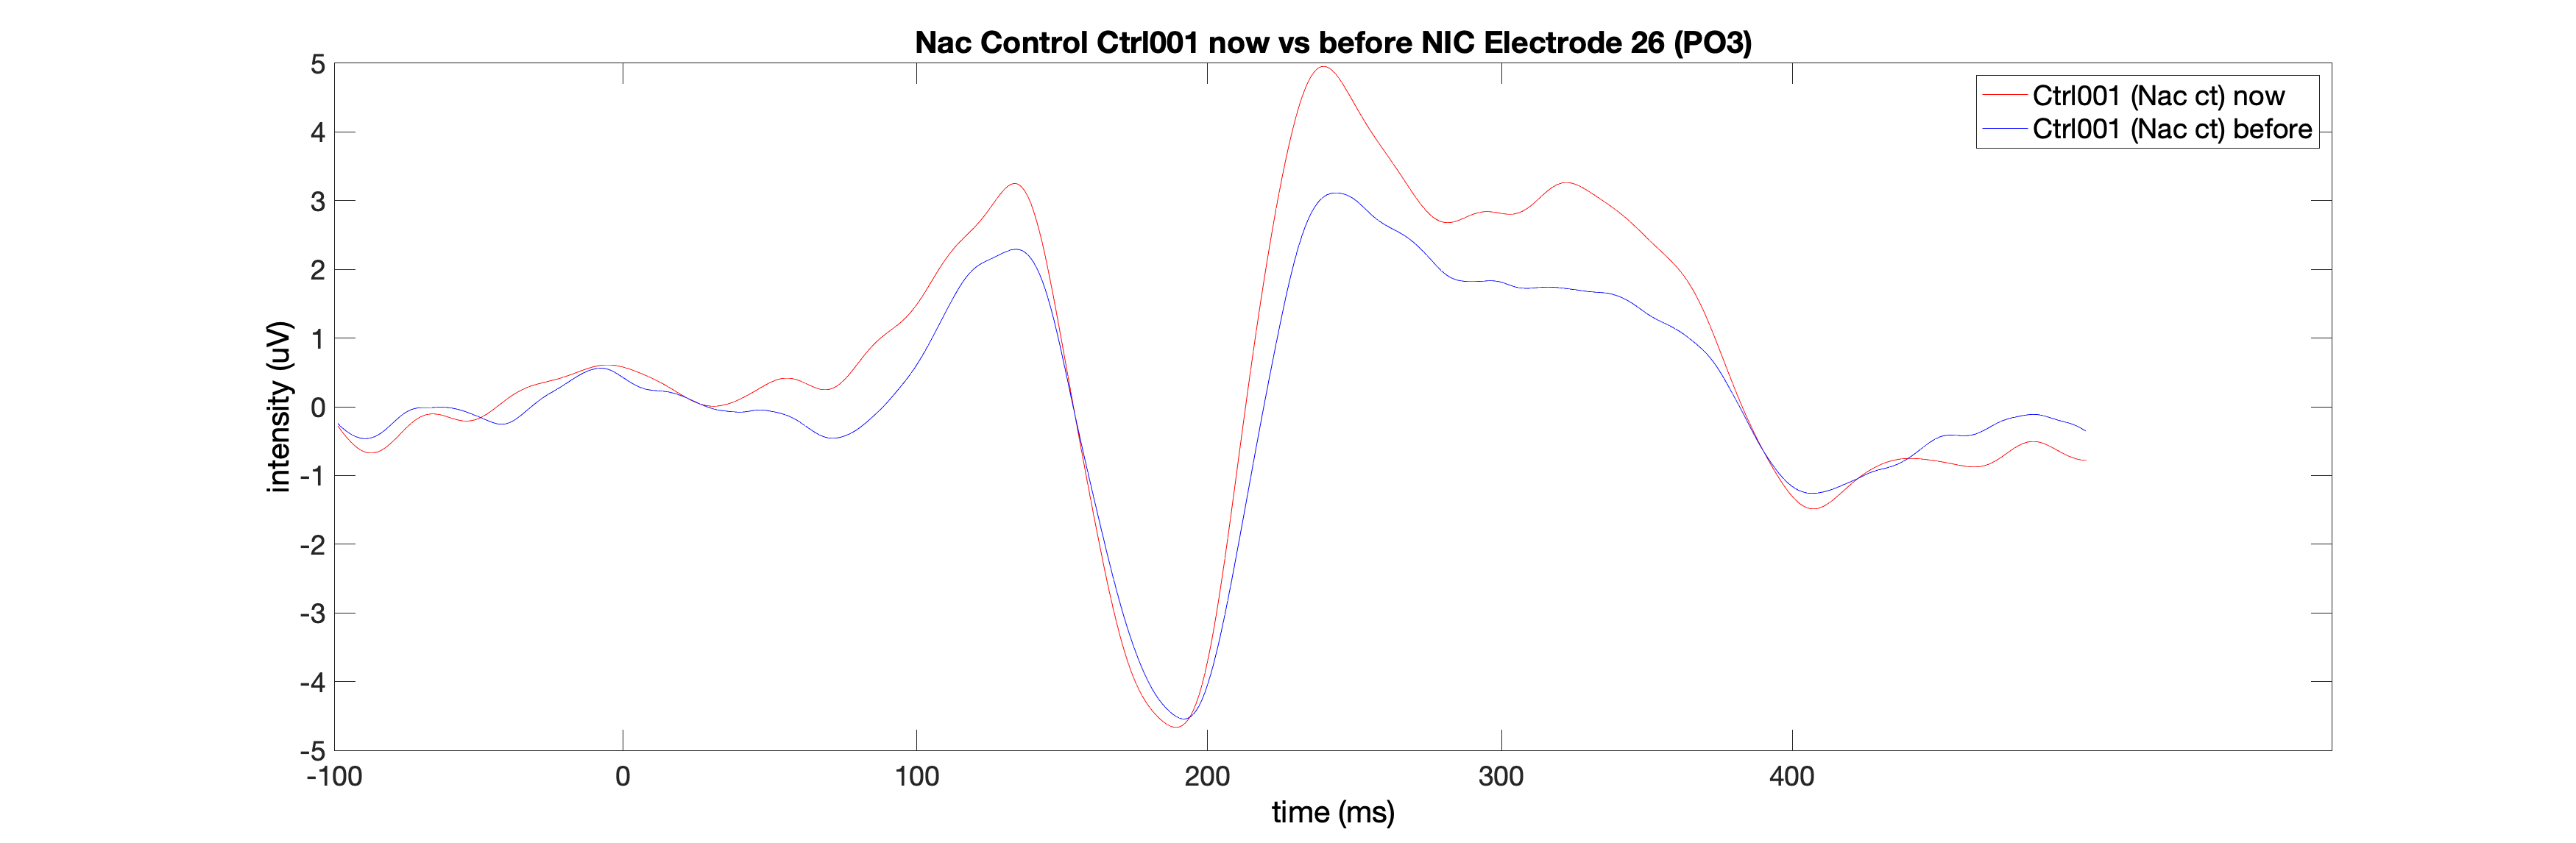 Nac Control Ctrl001 now vs before NIC Electrode 26 (PO3)
Ctrl001 (Nac ct) now
Ctrl001 (Nac ct) before
intensity (uV)
5
4
3
2
1
0
-1
-2
-3
-4
-5
-100 0 100 200 300 400
time (ms)